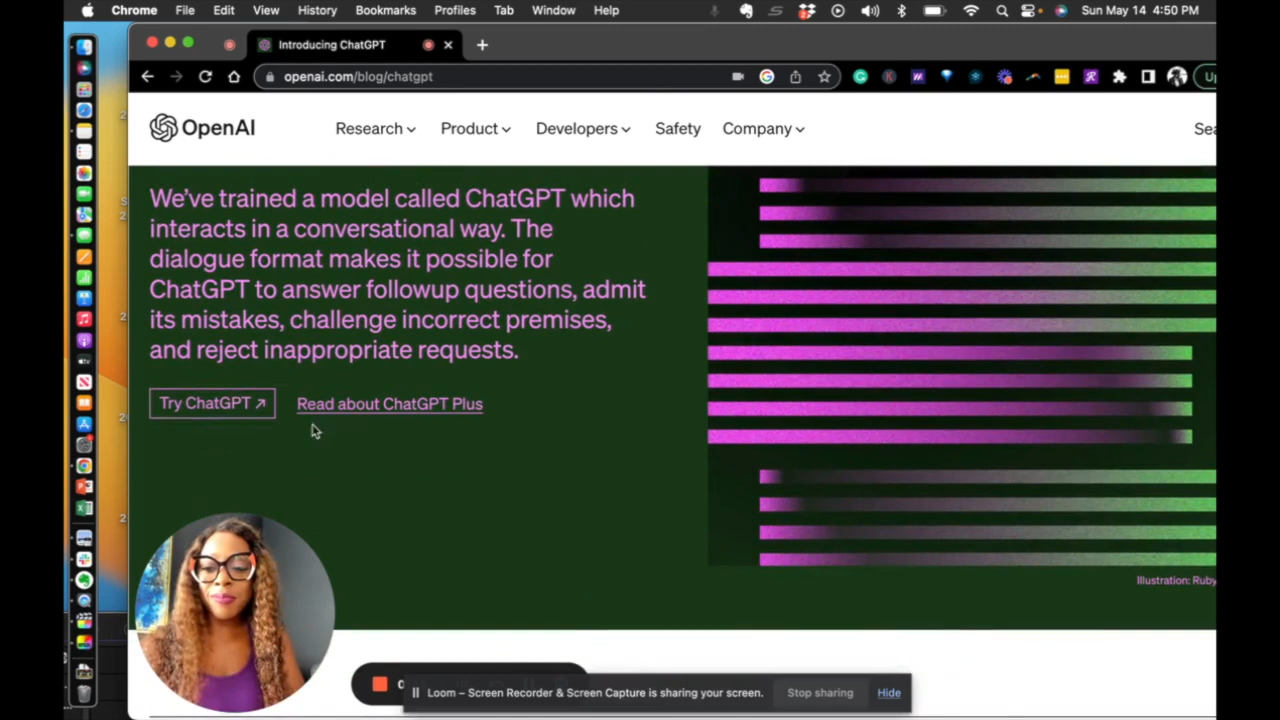 Chrome File Edit View History Bookmarks Profiles Tab Window Help Sun May 14 4:50 PM
Introducing ChatGPT
openai.com/blog/chatgpt
OpenAI Research Product Developers Safety Company Sea
We've trained a model called ChatGPT which
interacts in a conversational way. The
dialogue format makes it possible for
ChatGPT to answer followup questions, admit
its mistakes, challenge incorrect premises,
and reject inappropriate requests.
Try ChatGPT ↗ Read about ChatGPT Plus
Illustration: Ruby
Loom – Screen Recorder & Screen Capture is sharing your screen. Stop sharing Hide